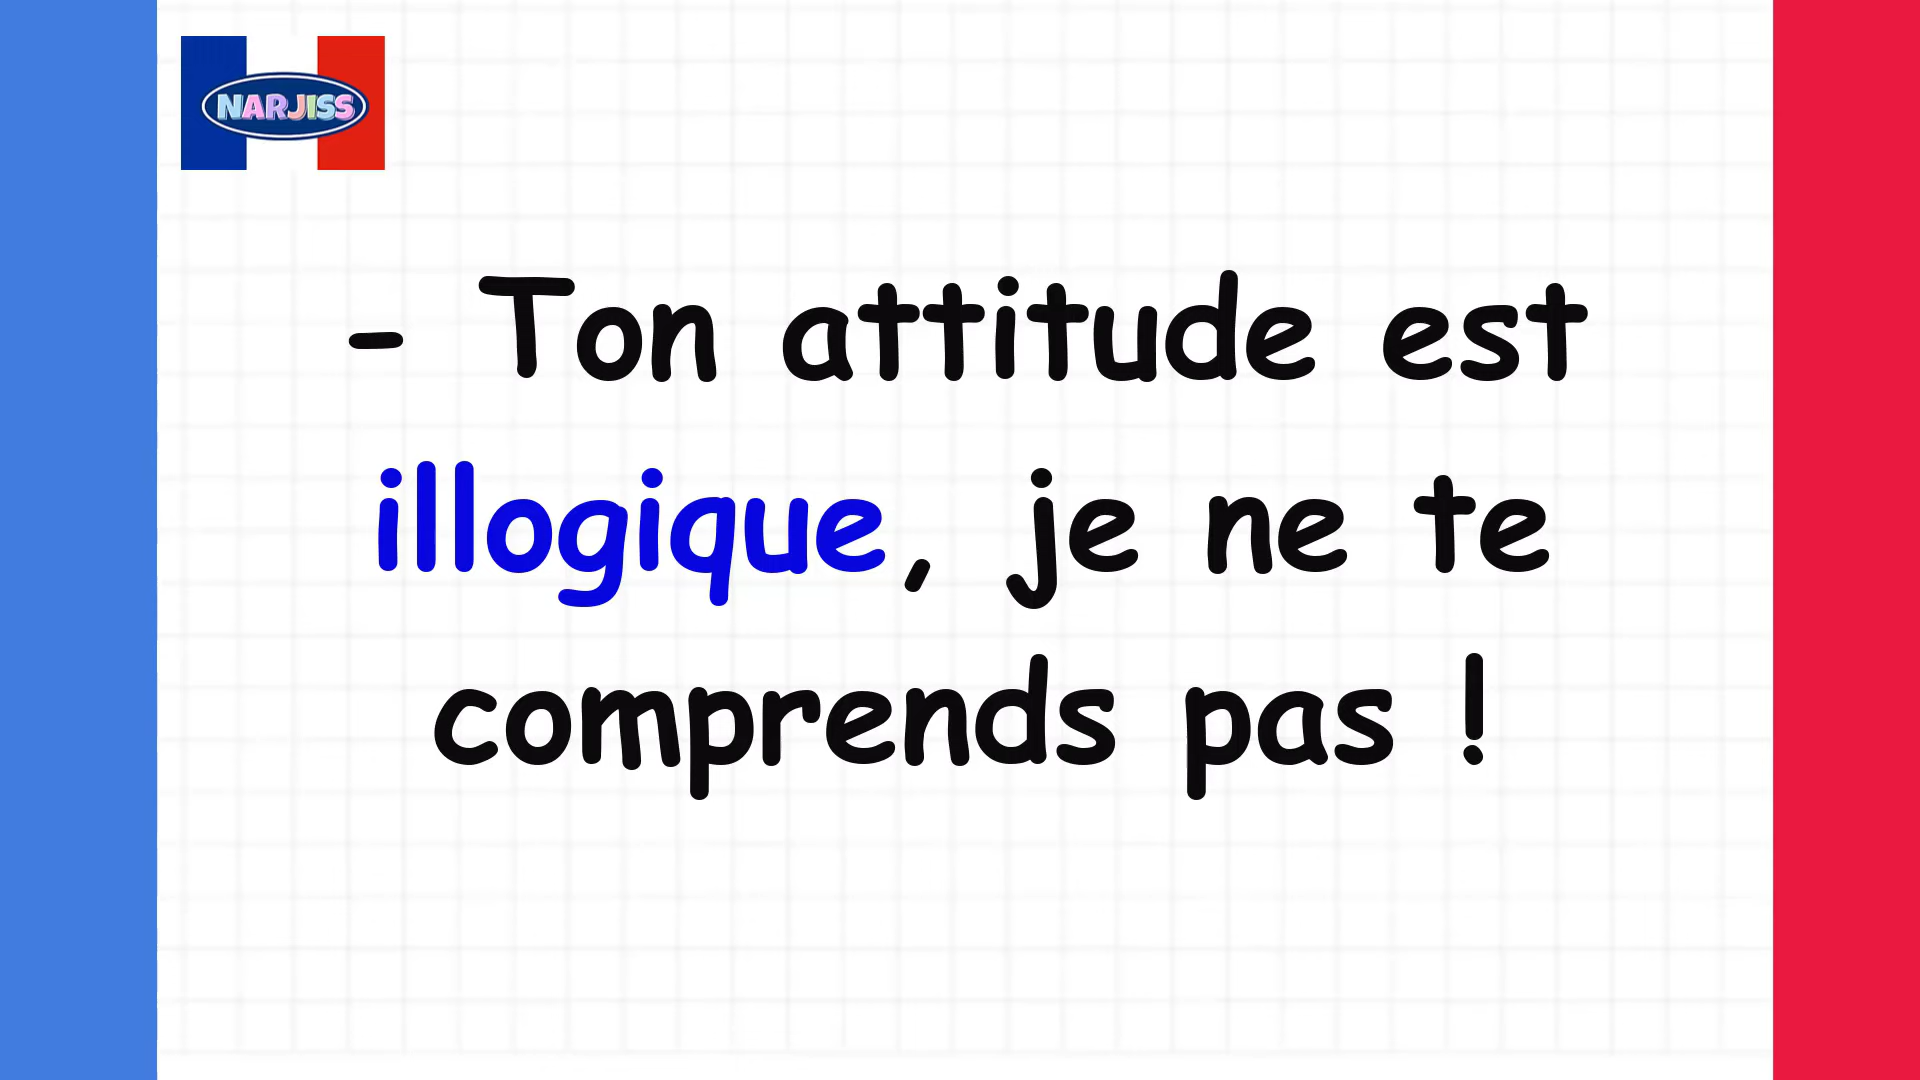 NARJISS
- Ton attitude est
illogique, je ne te
comprends pas !